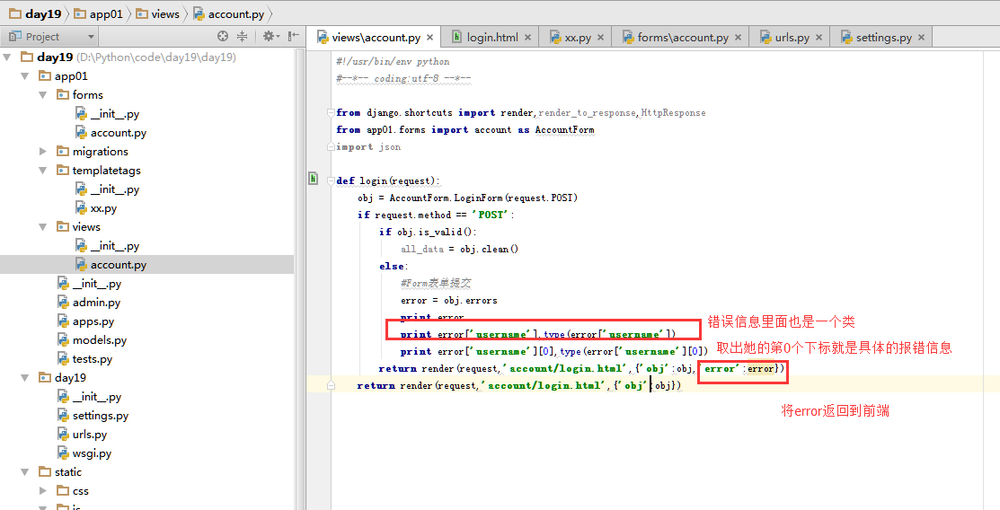 day19 app01 views account.py
Project
views\account.py login.html xx.py forms\account.py urls.py settings.py
day19 (D:\Python\code\day19\day19)
app01
forms
__init__.py
account.py
migrations
templatetags
__init__.py
xx.py
views
__init__.py
account.py
__init__.py
admin.py
apps.py
models.py
tests.py
day19
__init__.py
settings.py
urls.py
wsgi.py
static
css
#!/usr/bin/env python
#--*-- coding:utf-8 --*--
from django.shortcuts import render,render_to_response,HttpResponse
from app01.forms import account as AccountForm
import json
def login(request):
obj = AccountForm.LoginForm(request.POST)
if request.method == 'POST':
if obj.is_valid():
all_data = obj.clean()
else:
#Form表单提交
error = obj.errors
print error
print error['username'],type(error['username'])
错误信息里面也是一个类
print error['username'][0],type(error['username'][0])
取出她的第0个下标就是具体的报错信息
return render(request,'account/login.html',{'obj':obj,'error':error})
return render(request,'account/login.html',{'obj':obj})
将error返回到前端